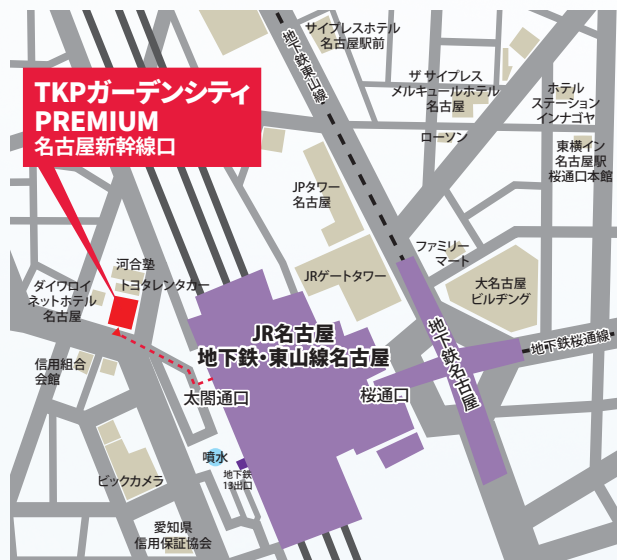 サイプレスホテル
名古屋駅前
地下鉄東山線
ザ サイプレス
メルキュールホテル
名古屋
ホテル
ステーション
インナゴヤ
TKPガーデンシティ
PREMIUM
名古屋新幹線口
ローソン
東横イン
名古屋駅
桜通口本館
JPタワー
名古屋
ファミリー
マート
河合塾
トヨタレンタカー
ダイワロイ
ネットホテル
名古屋
JRゲートタワー
大名古屋
ビルヂング
JR名古屋
地下鉄・東山線名古屋
地下鉄名古屋
地下鉄桜通線
信用組合
会館
太閤通口
桜通口
噴水
地下鉄
13出口
ビックカメラ
愛知県
信用保証協会